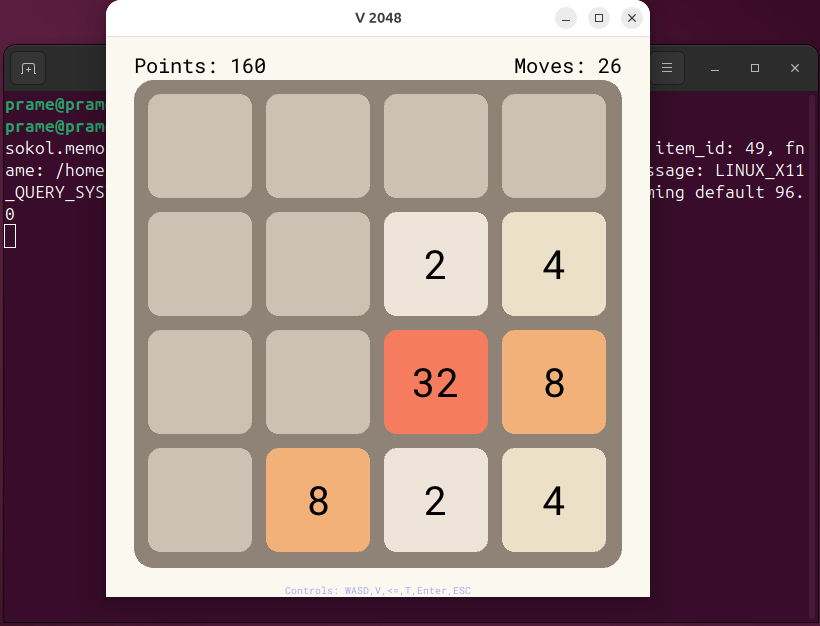 V 2048
Points: 160
Moves: 26
prame@pram
prame@pram
sokol.memo
item_id: 49, fn
ame: /home
ssage: LINUX_X11
_QUERY_SYS
ming default 96.
0
2 4
32 8
8 2 4
Controls: WASD,V,<=,T,Enter,ESC